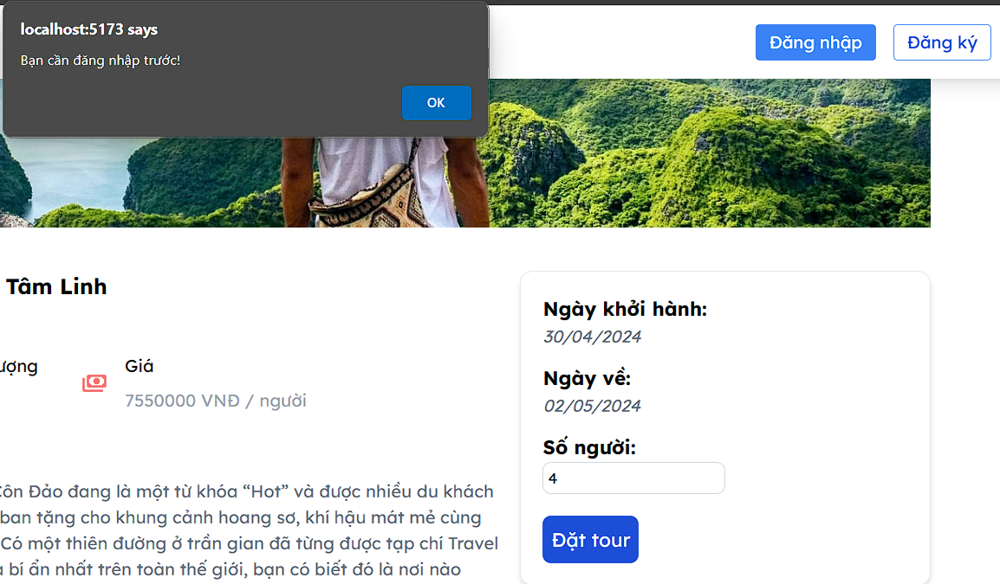 localhost:5173 says
Bạn cần đăng nhập trước!
OK
Đăng nhập
Đăng ký
Tâm Linh
Giá
7550000 VNĐ / người
Côn Đảo đang là một từ khóa “Hot” và được nhiều du khách
ban tặng cho khung cảnh hoang sơ, khí hậu mát mẻ cùng
Có một thiên đường ở trần gian đã từng được tạp chí Travel
bí ẩn nhất trên toàn thế giới, bạn có biết đó là nơi nào
Ngày khởi hành:
30/04/2024
Ngày về:
02/05/2024
Số người:
4
Đặt tour